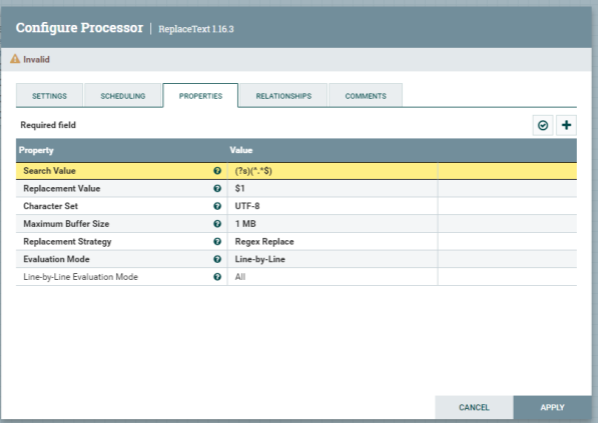 Configure Processor | ReplaceText 1.16.3
Invalid
SETTINGS SCHEDULING PROPERTIES RELATIONSHIPS COMMENTS
Required field
Property Value
Search Value (?s)(^.*$)
Replacement Value $1
Character Set UTF-8
Maximum Buffer Size 1 MB
Replacement Strategy Regex Replace
Evaluation Mode Line-by-Line
Line-by-Line Evaluation Mode All
CANCEL APPLY